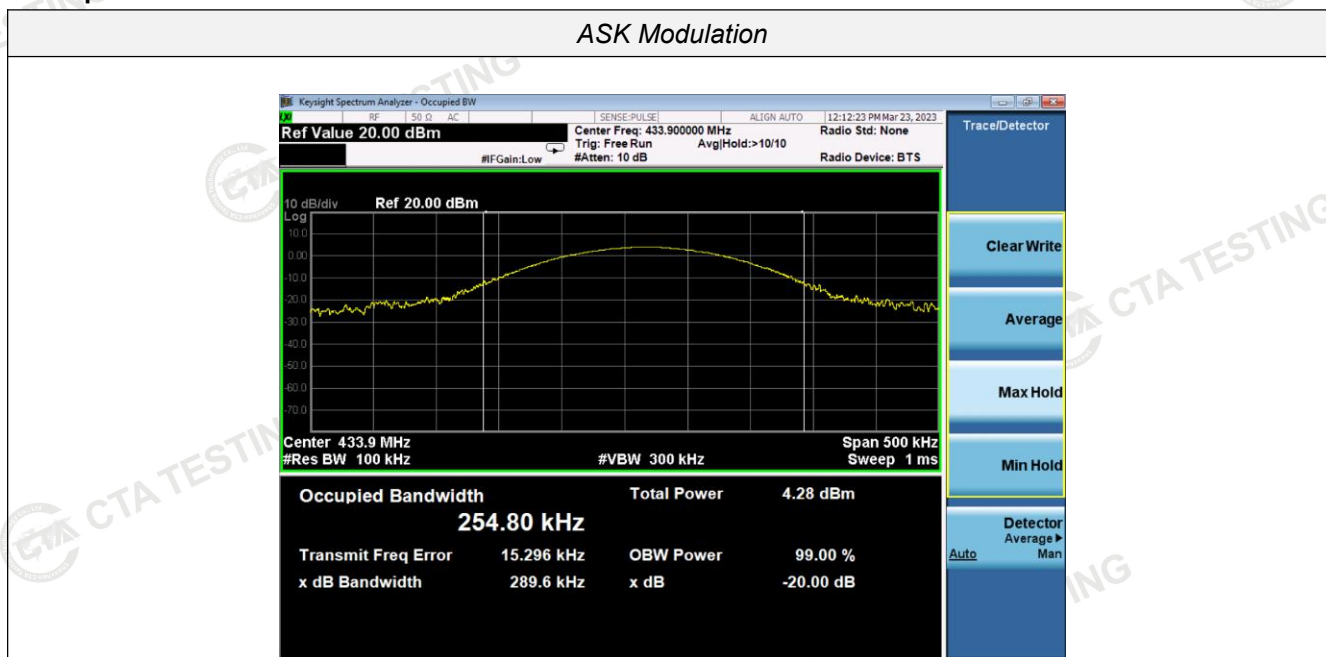 ASK Modulation
Keysight Spectrum Analyzer - Occupied BW
RF 50 Ω AC SENSE:PULSE ALIGN AUTO 12:12:23 PM Mar 23, 2023
Ref Value 20.00 dBm
Center Freq: 433.900000 MHz Radio Std: None
Trig: Free Run Avg|Hold:>10/10
#IFGain:Low #Atten: 10 dB Radio Device: BTS
Trace/Detector
10 dB/div Ref 20.00 dBm
Log
10.0
0.00
-10.0
-20.0
-30.0
-40.0
-50.0
-60.0
-70.0
Center 433.9 MHz Span 500 kHz
#Res BW 100 kHz #VBW 300 kHz Sweep 1 ms
Occupied Bandwidth Total Power 4.28 dBm
254.80 kHz
Transmit Freq Error 15.296 kHz OBW Power 99.00 %
x dB Bandwidth 289.6 kHz x dB -20.00 dB
Clear Write
Average
Max Hold
Min Hold
Detector
Average
Auto Man
CTA TESTING
CTA TESTING